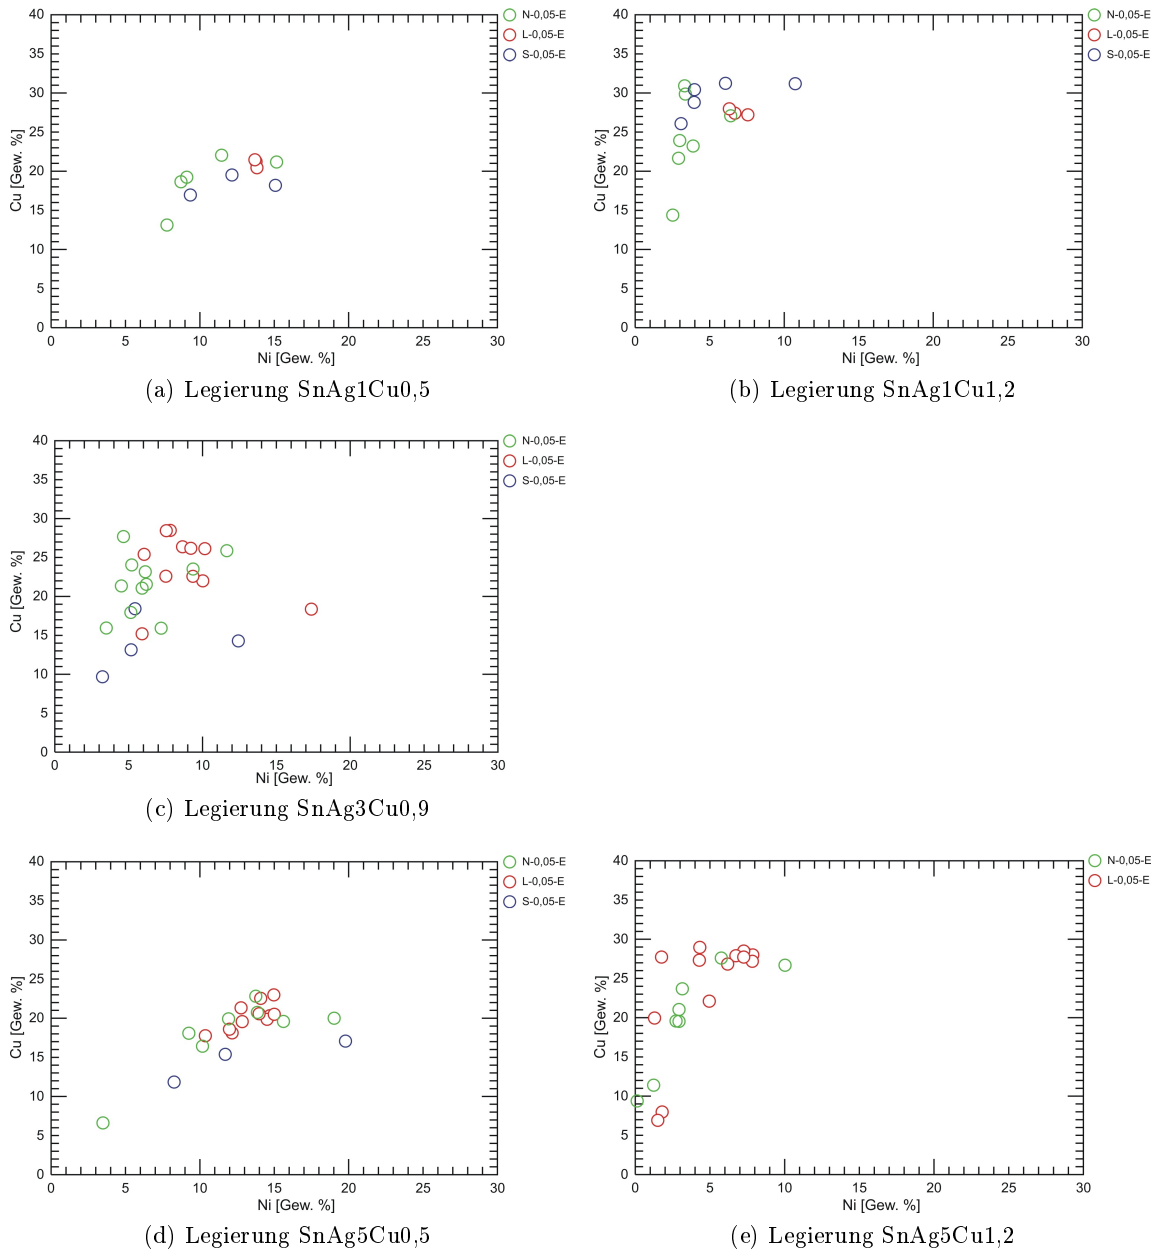 40
35
30
25
20
15
10
5
0
Cu [Gew. %]
0 5 10 15 20 25 30
Ni [Gew. %]
N-0,05-E
L-0,05-E
S-0,05-E
(a) Legierung SnAg1Cu0,5
40
35
30
25
20
15
10
5
0
Cu [Gew. %]
0 5 10 15 20 25 30
Ni [Gew. %]
N-0,05-E
L-0,05-E
S-0,05-E
(b) Legierung SnAg1Cu1,2
40
35
30
25
20
15
10
5
0
Cu [Gew. %]
0 5 10 15 20 25 30
Ni [Gew. %]
N-0,05-E
L-0,05-E
S-0,05-E
(c) Legierung SnAg3Cu0,9
40
35
30
25
20
15
10
5
0
Cu [Gew. %]
0 5 10 15 20 25 30
Ni [Gew. %]
N-0,05-E
L-0,05-E
S-0,05-E
(d) Legierung SnAg5Cu0,5
40
35
30
25
20
15
10
5
0
Cu [Gew. %]
0 5 10 15 20 25 30
Ni [Gew. %]
N-0,05-E
L-0,05-E
(e) Legierung SnAg5Cu1,2